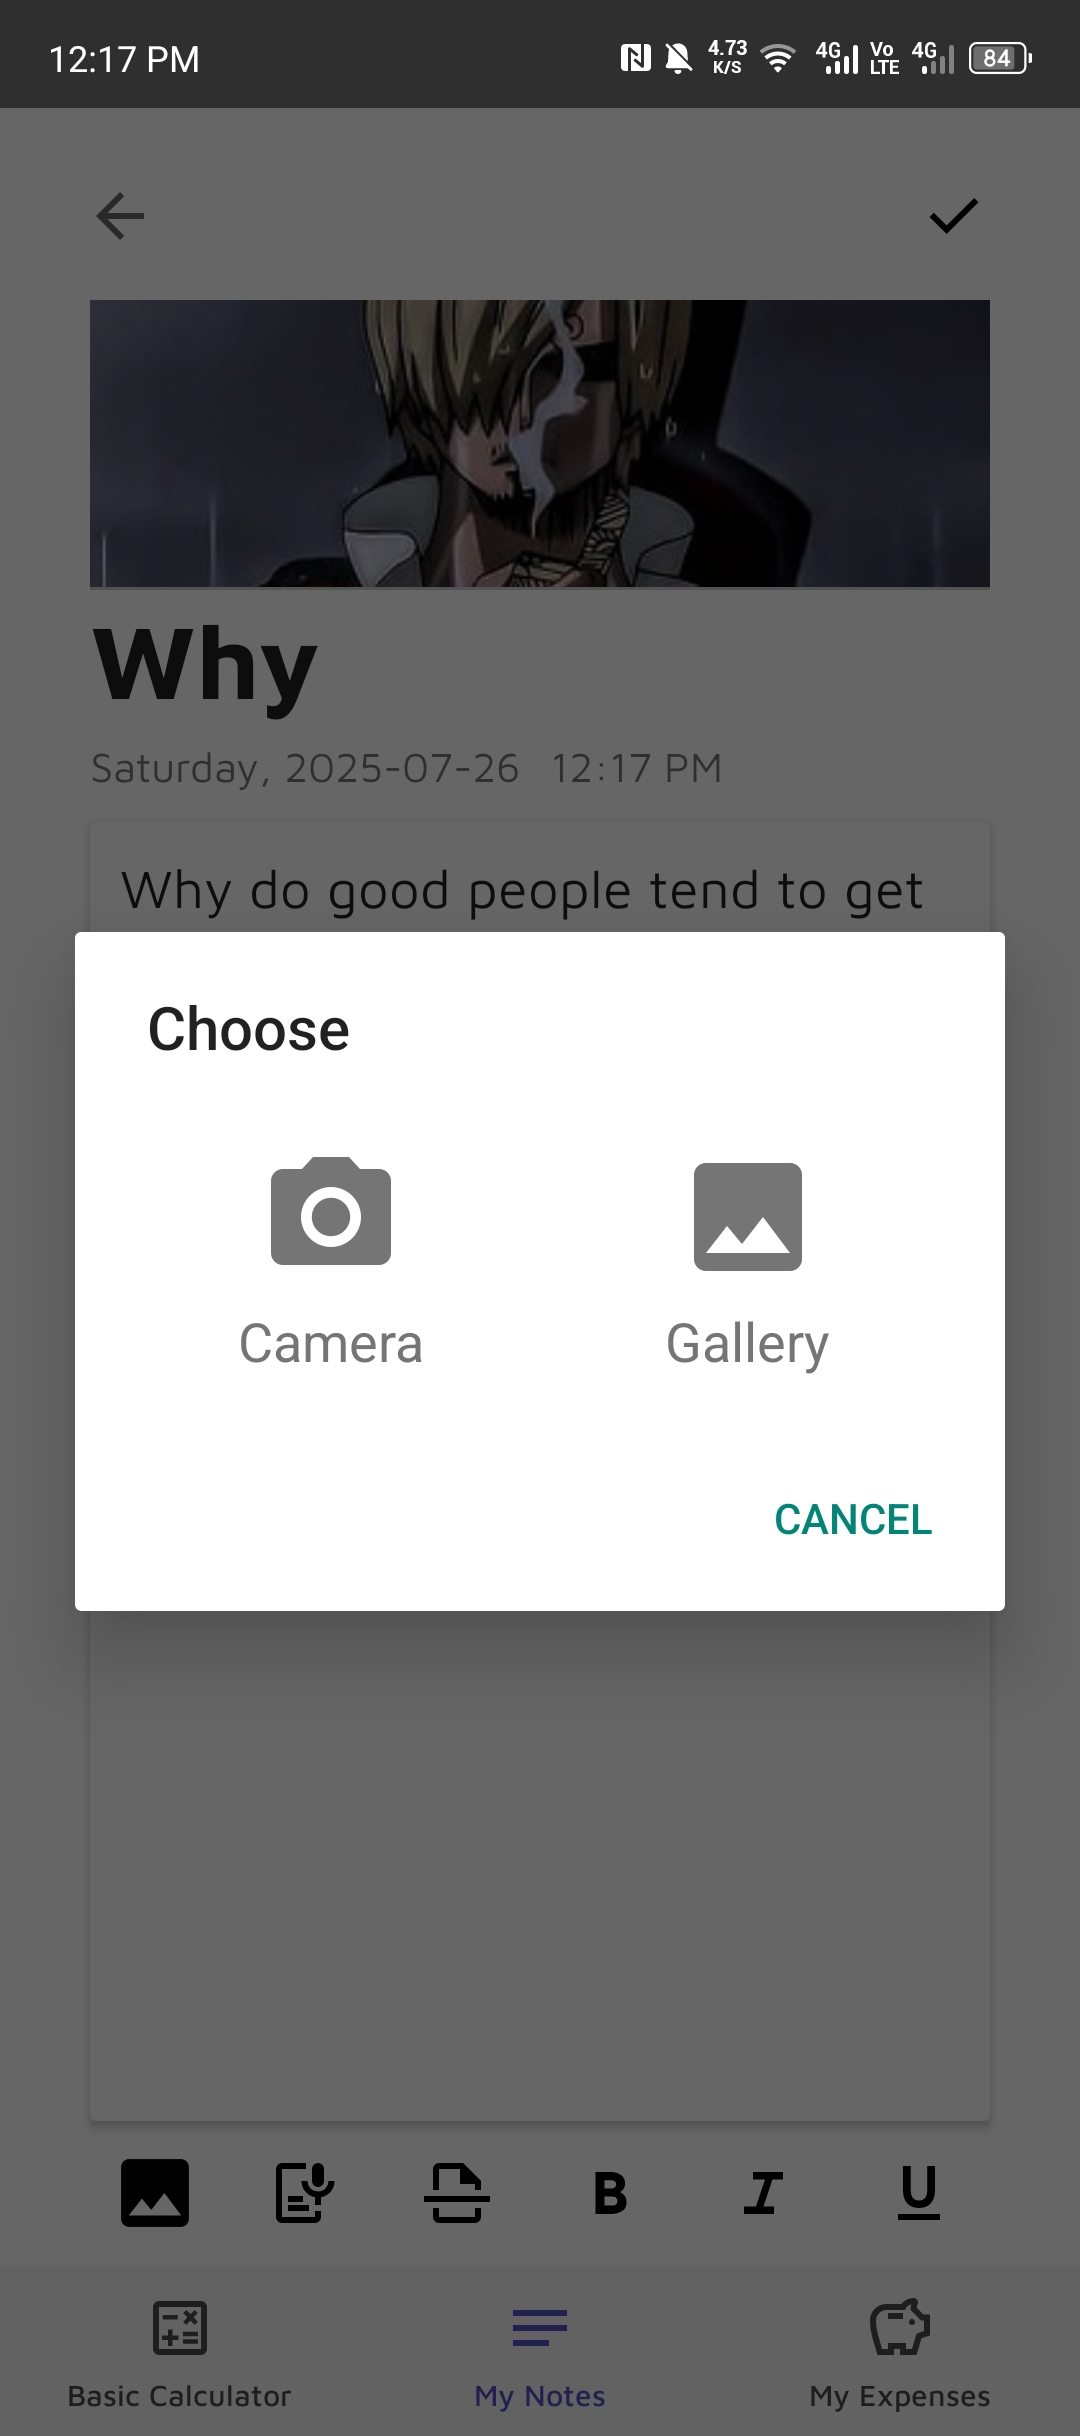 12:17 PM
4.73
K/S
4G
Vo
LTE
4G
84
Why
Saturday, 2025-07-26 12:17 PM
Why do good people tend to get
Choose
Camera
Gallery
CANCEL
B I U
Basic Calculator
My Notes
My Expenses